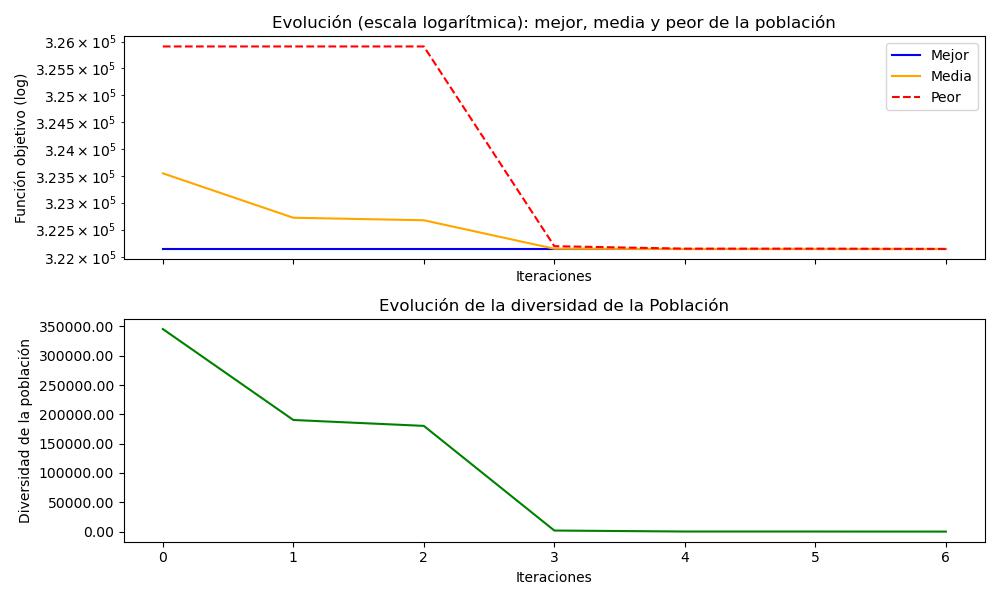 Evolución (escala logarítmica): mejor, media y peor de la población
Función objetivo (log)
3.26 × 10⁵
3.255 × 10⁵
3.25 × 10⁵
3.245 × 10⁵
3.24 × 10⁵
3.235 × 10⁵
3.23 × 10⁵
3.225 × 10⁵
3.22 × 10⁵
Mejor
Media
Peor
Iteraciones
Evolución de la diversidad de la Población
Diversidad de la población
350000.00
300000.00
250000.00
200000.00
150000.00
100000.00
50000.00
0.00
0 1 2 3 4 5 6
Iteraciones